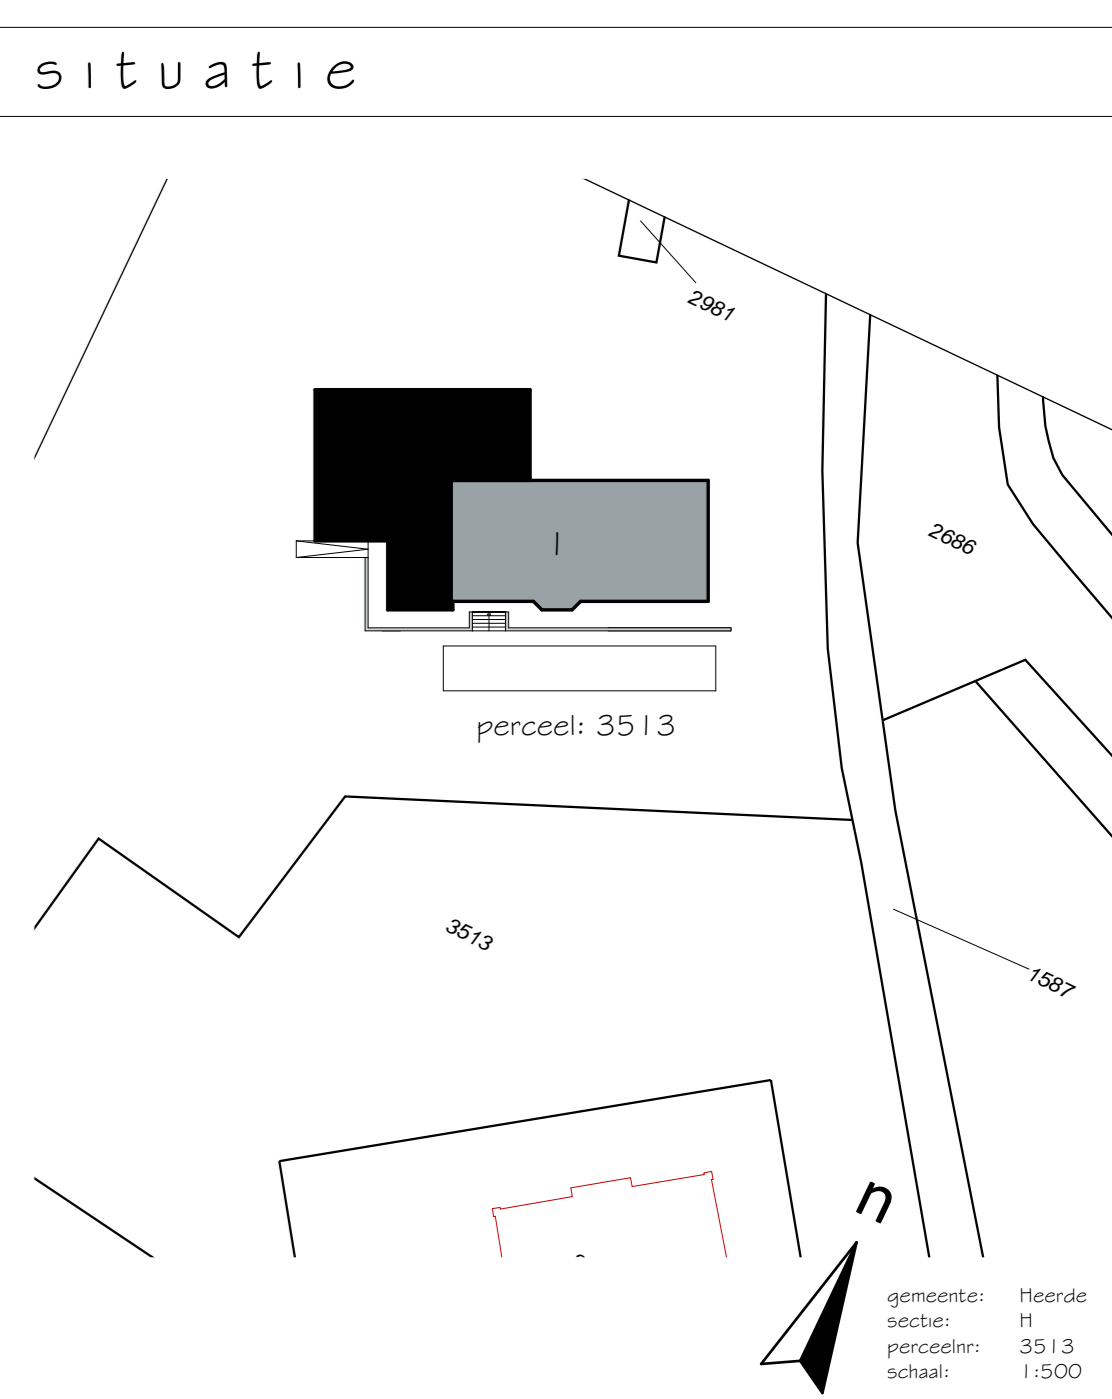 situatie
2981
2686
1
perceel: 3513
3513
1587
n
gemeente: Heerde
sectie: H
perceelnr: 3513
schaal: 1:500